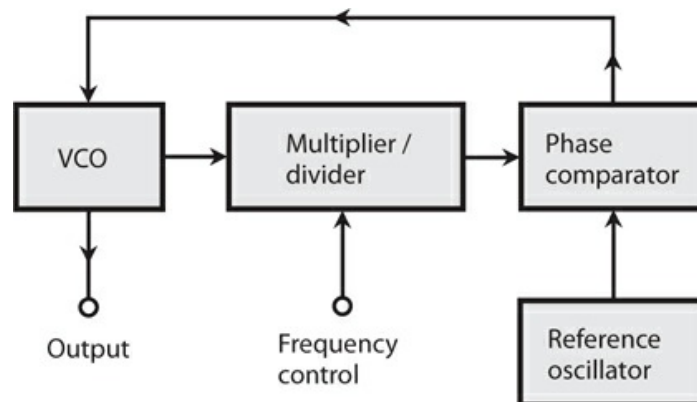 VCO
Multiplier /
divider
Phase
comparator
Output
Frequency
control
Reference
oscillator